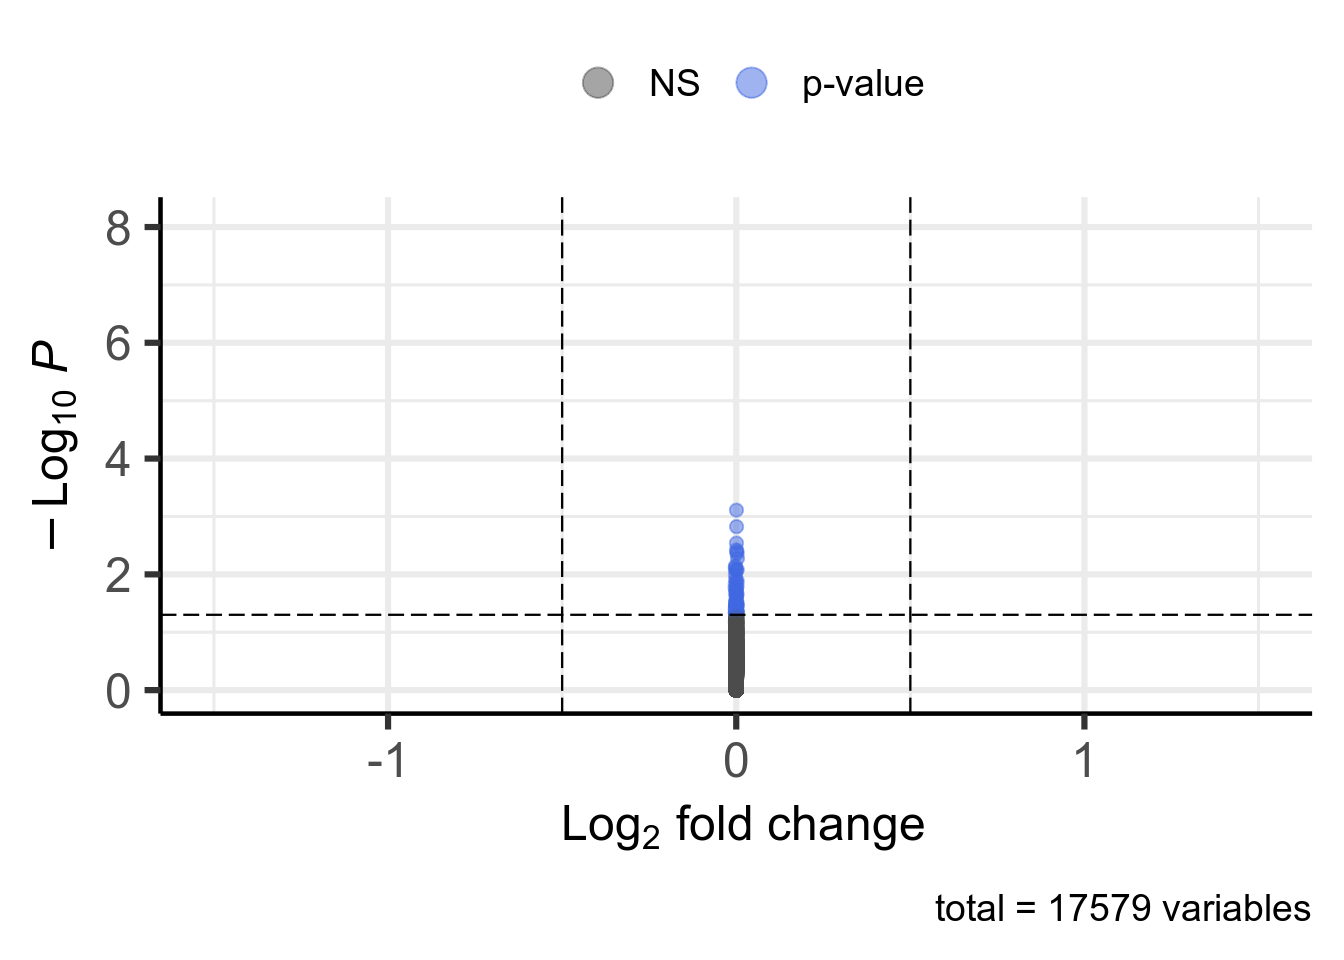 NS p-value
8
6
4
2
0
−Log10 P
-1 0 1
Log2 fold change
total = 17579 variables